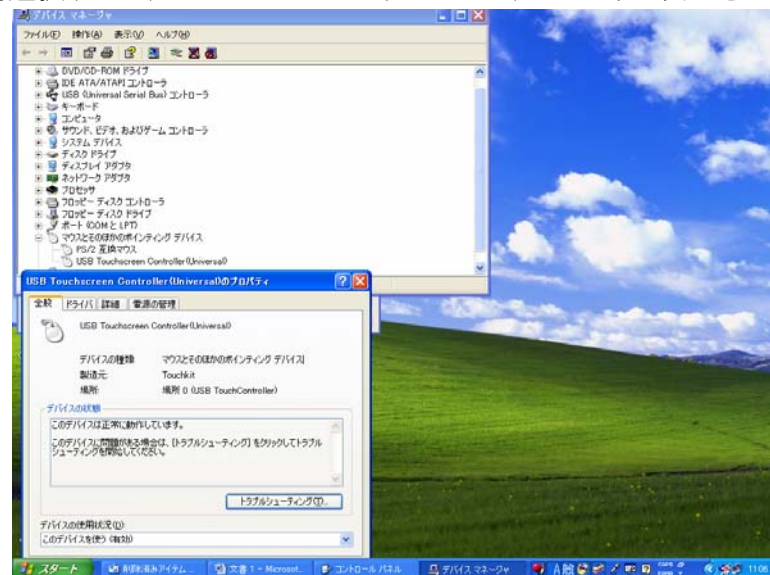 デバイス マネージャ
ファイル(F) 操作(A) 表示(V) ヘルプ(H)
DVD/CD-ROM ドライブ
IDE ATA/ATAPI コントローラ
USB (Universal Serial Bus) コントローラ
キーボード
コンピュータ
サウンド、ビデオ、およびゲーム コントローラ
システム デバイス
ディスク ドライブ
ディスプレイ アダプタ
ネットワーク アダプタ
プロセッサ
フロッピー ディスク コントローラ
フロッピー ディスク ドライブ
ポート (COM と LPT)
マウスとそのほかのポインティング デバイス
PS/2 互換マウス
USB Touchscreen Controller(Universal)
USB Touchscreen Controller(Universal)のプロパティ
全般 ドライバ 詳細 電源の管理
USB Touchscreen Controller(Universal)
デバイスの種類: マウスとそのほかのポインティング デバイス
製造元: Touchkit
場所: 場所 0 (USB TouchController)
デバイスの状態
このデバイスは正常に動作しています。
このデバイスに問題がある場合は、[トラブルシューティング] をクリックしてトラブル
シューティングを開始してください。
トラブルシューティング(T)...
デバイスの使用状況(D):
このデバイスを使う (有効)
スタート 削除済みアイテム... 文書 1 - Microsot... コントロール パネル デバイス マネージャ A 般 CAPS KANA 11:06